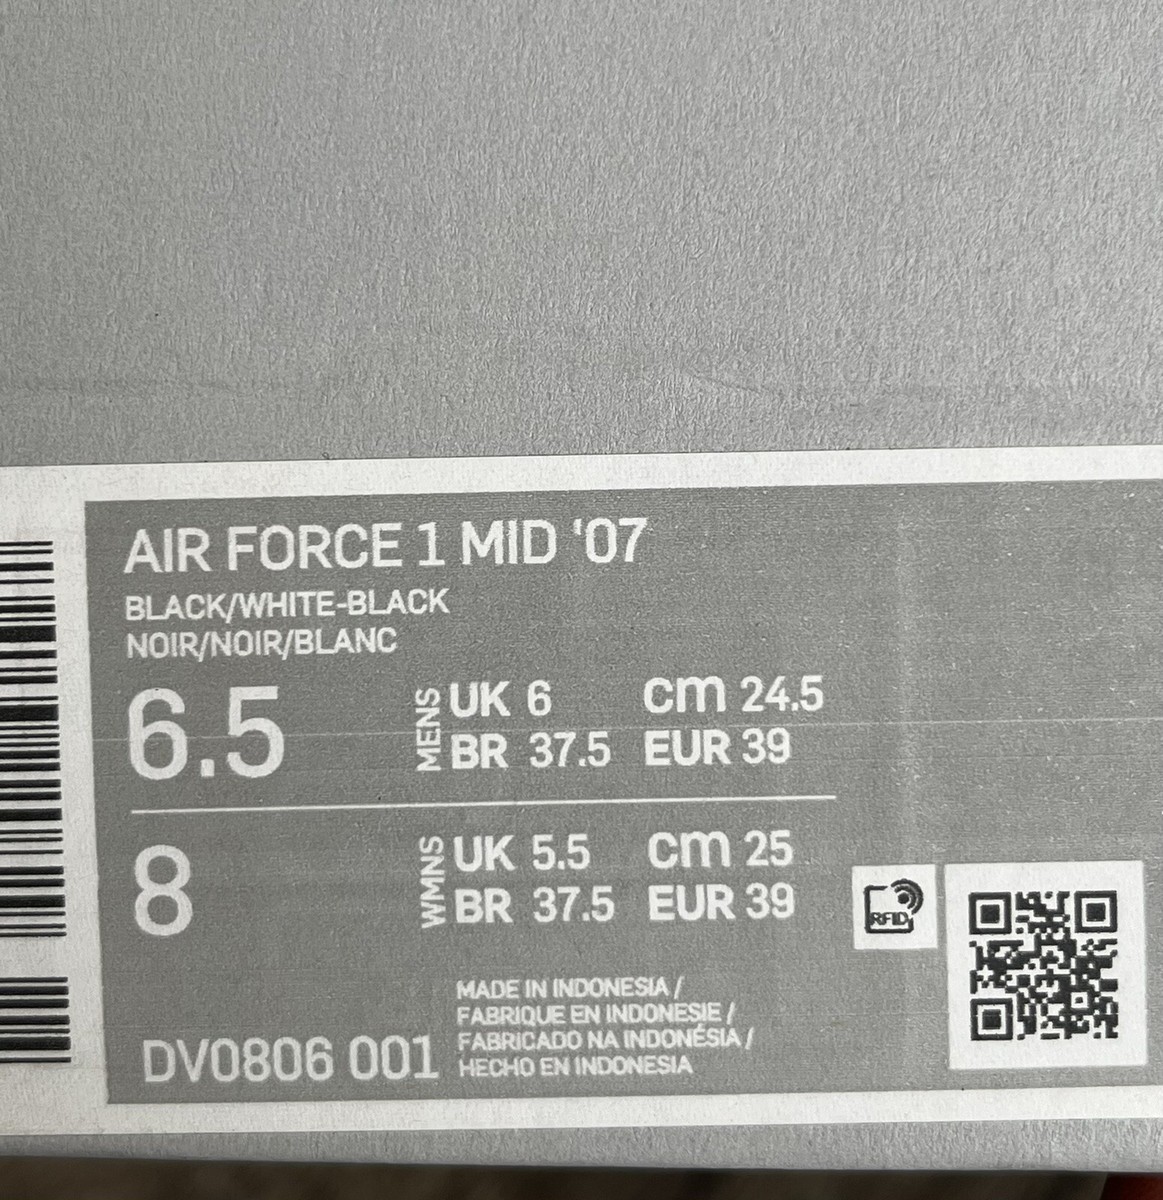 AIR FORCE 1 MID '07
BLACK/WHITE-BLACK
NOIR/NOIR/BLANC
6.5 MENS UK 6 cm 24.5
BR 37.5 EUR 39
8 WMNS UK 5.5 cm 25
BR 37.5 EUR 39
RFID
MADE IN INDONESIA /
FABRIQUE EN INDONESIE /
FABRICADO NA INDONÉSIA /
HECHO EN INDONESIA
DV0806 001